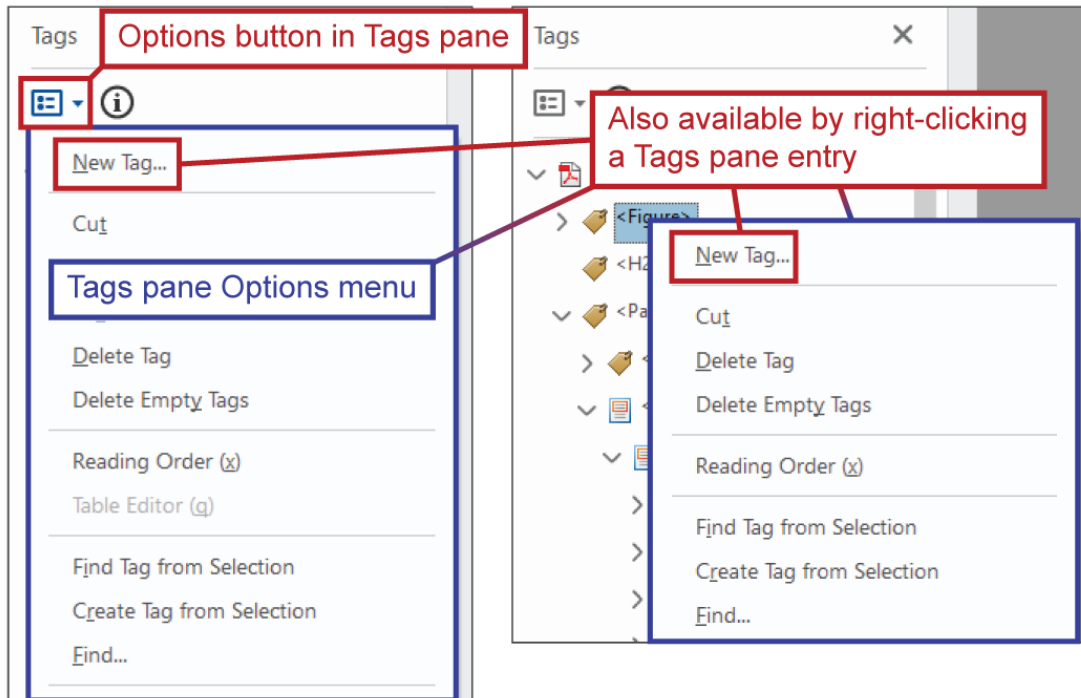 Tags
Options button in Tags pane
New Tag...
Cut
Tags pane Options menu
Delete Tag
Delete Empty Tags
Reading Order (x)
Table Editor (q)
Find Tag from Selection
Create Tag from Selection
Find...
Tags
Also available by right-clicking
a Tags pane entry
<Figure>
<H2
<Pa
New Tag...
Cut
Delete Tag
Delete Empty Tags
Reading Order (x)
Find Tag from Selection
Create Tag from Selection
Find...